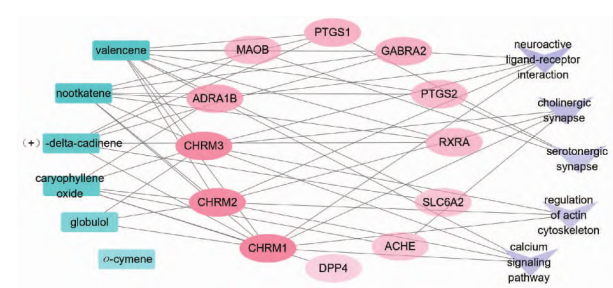 PTGS1
valencene
MAOB
GABRA2
neuroactive
ligand-receptor
interaction
nootkatene
ADRA1B
PTGS2
cholinergic
synapse
(+) -delta-cadinene
CHRM3
RXRA
serotonergic
synapse
caryophyllene
oxide
CHRM2
SLC6A2
regulation
of actin
cytoskeleton
globulol
CHRM1
ACHE
calcium
signaling
pathway
o-cymene
DPP4